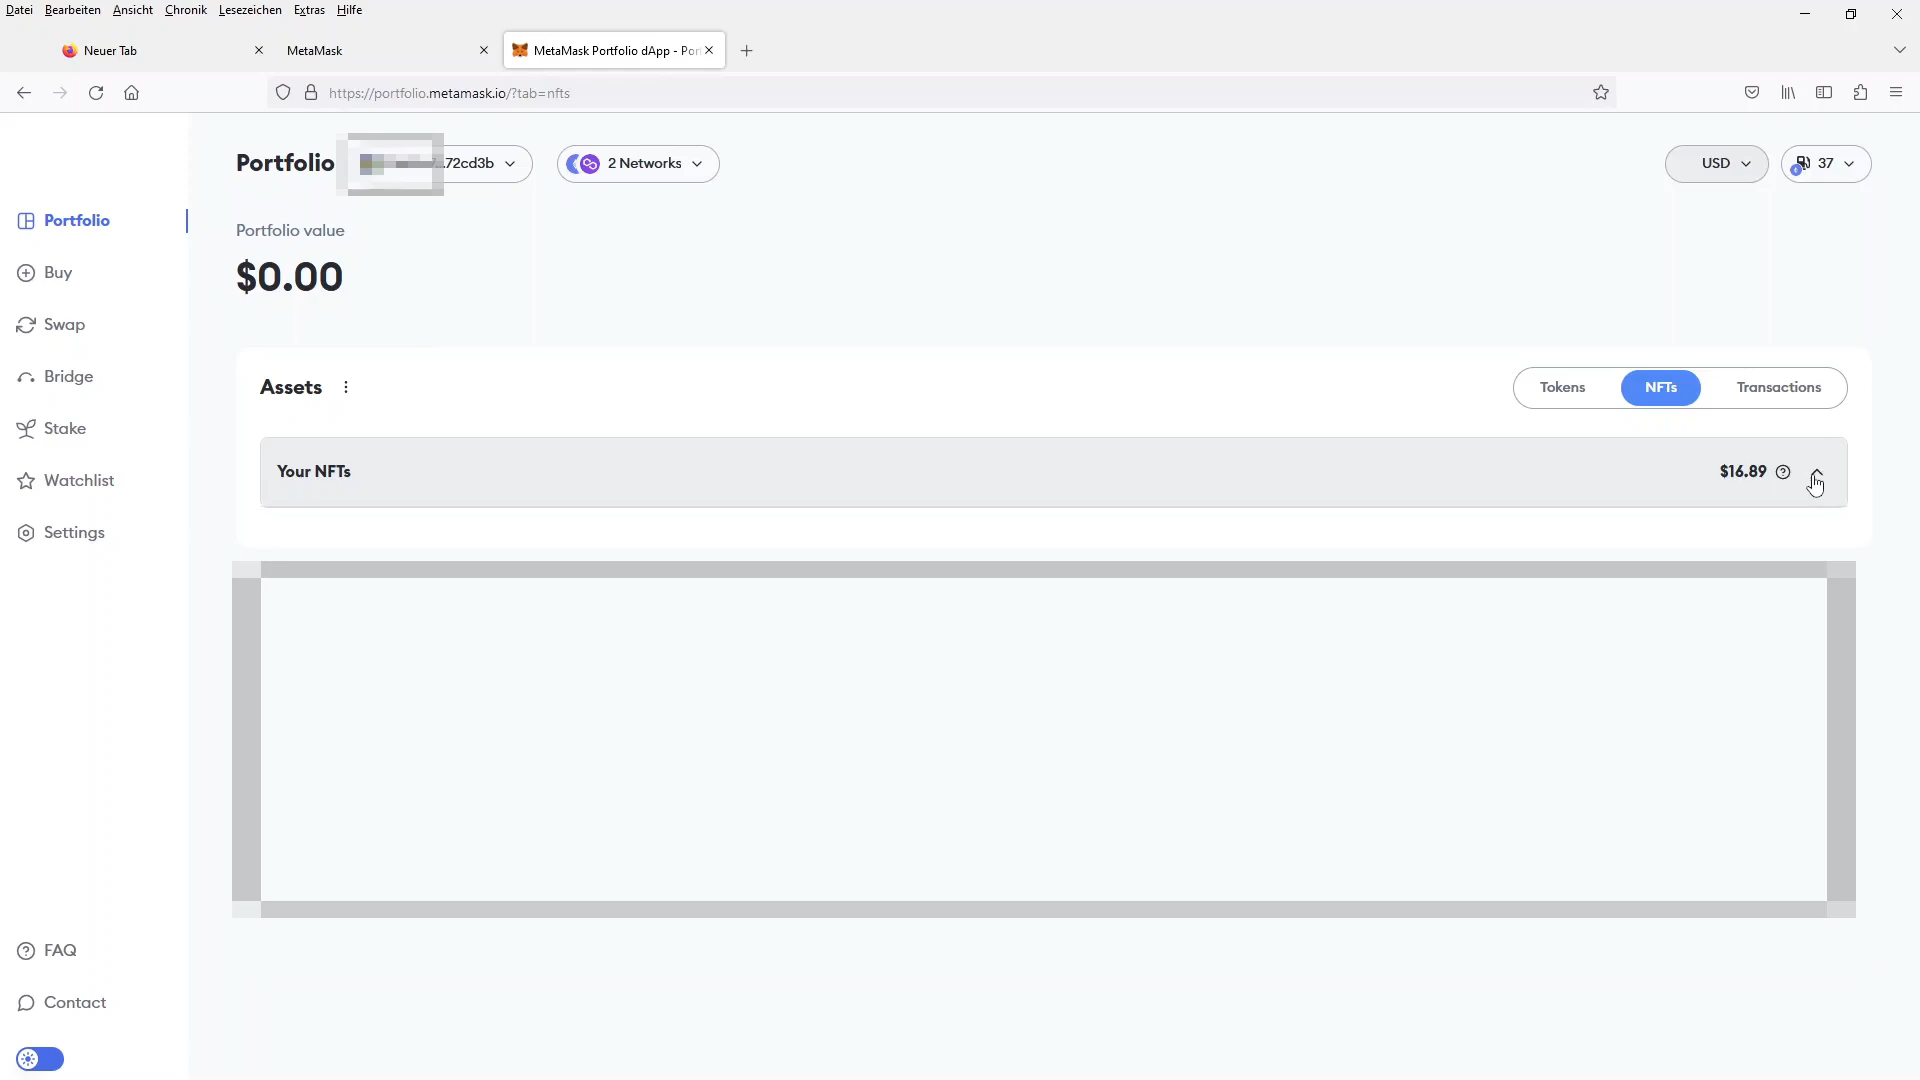 Datei Bearbeiten Ansicht Chronik Lesezeichen Extras Hilfe
Neuer Tab
MetaMask
MetaMask Portfolio dApp - Por
https://portfolio.metamask.io/?tab=nfts
Portfolio
...72cd3b
2 Networks
USD
37
Portfolio
Buy
Swap
Bridge
Stake
Watchlist
Settings
Portfolio value
$0.00
Assets
Tokens
NFTs
Transactions
Your NFTs
$16.89
FAQ
Contact